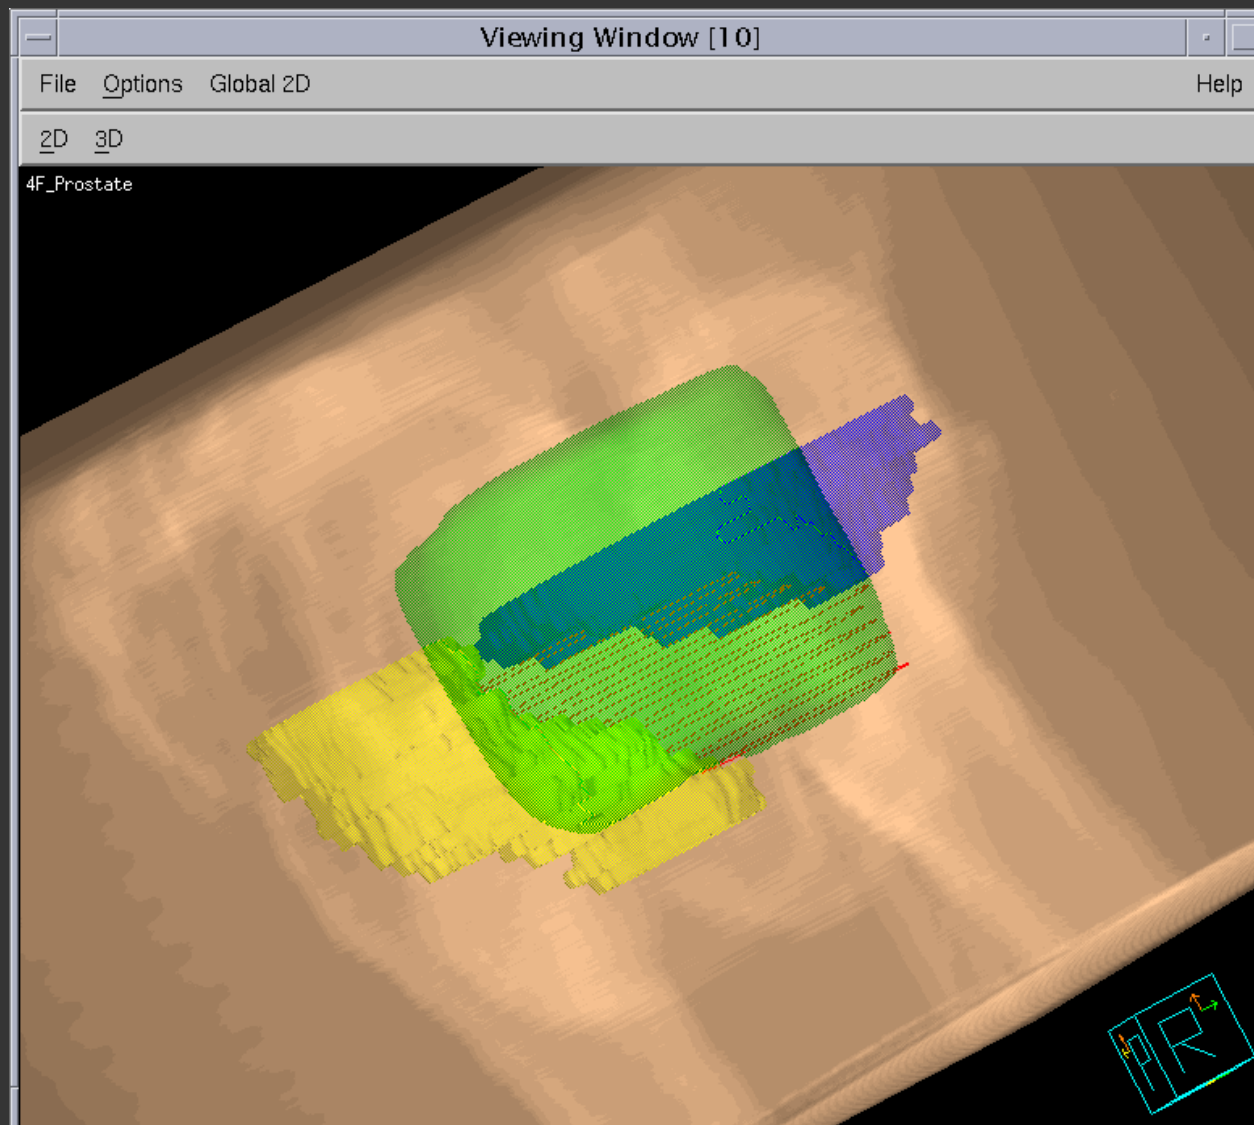 Viewing Window [10]
File Options Global 2D Help
2D 3D
4F_Prostate
R